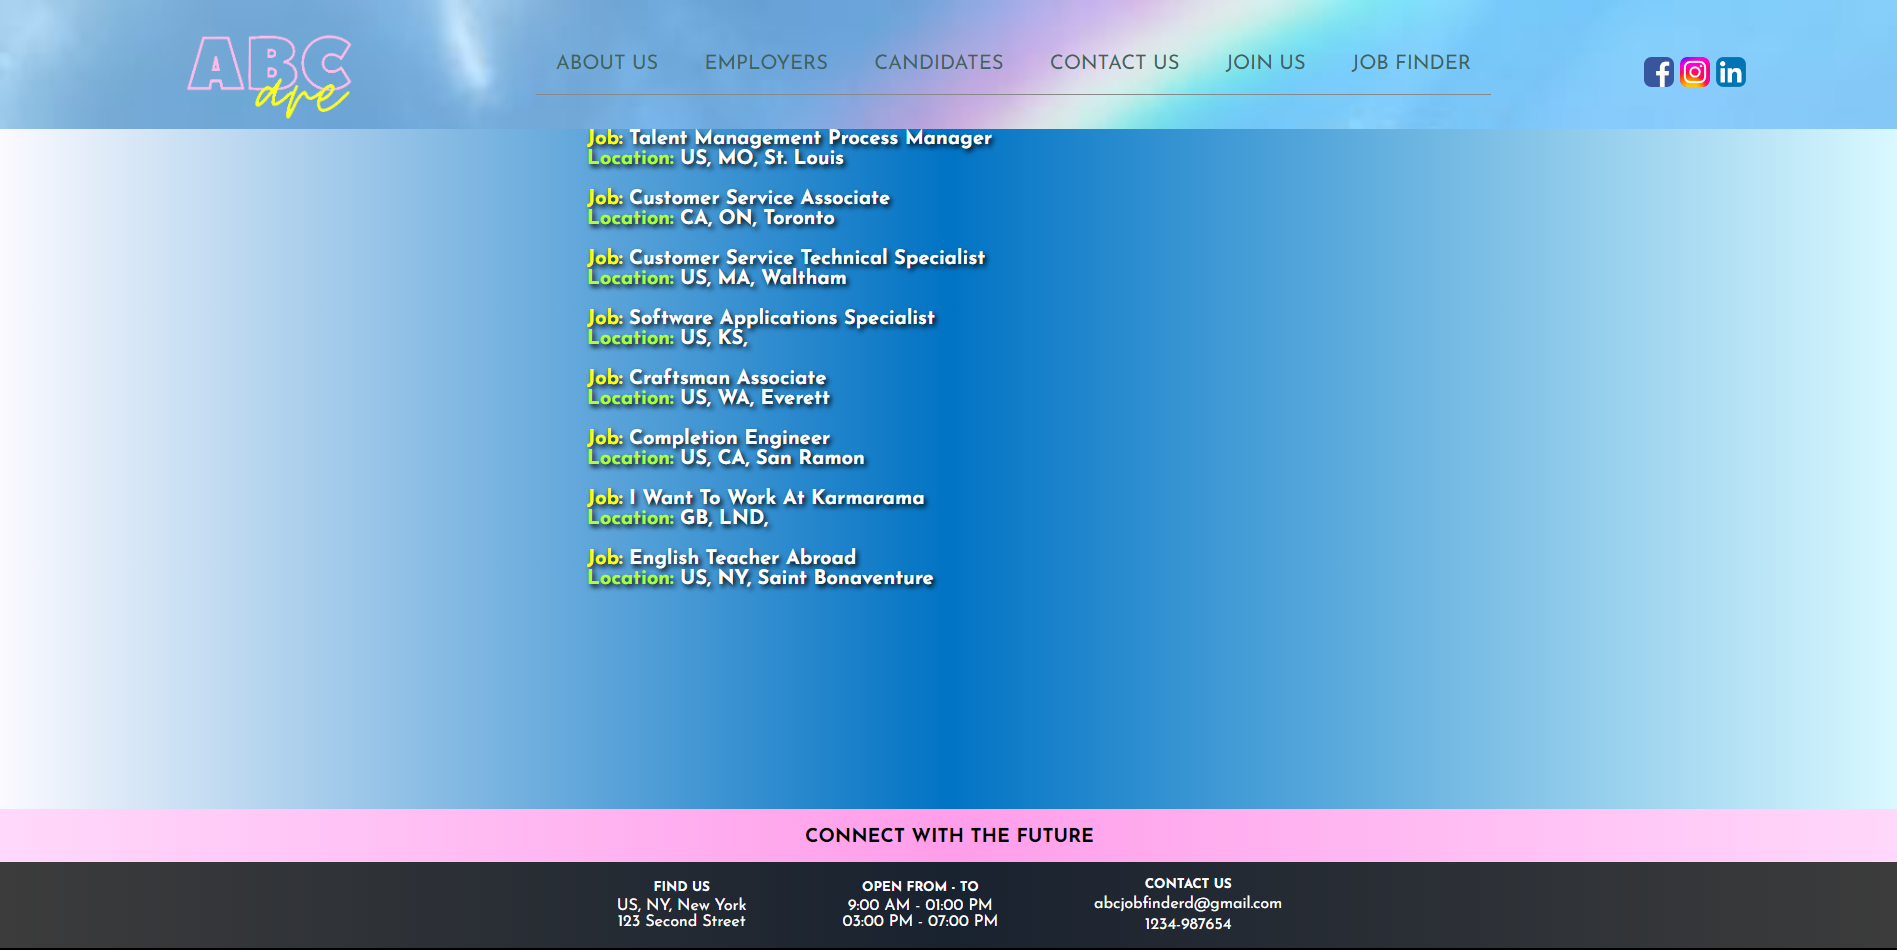 ABC
dre
ABOUT US EMPLOYERS CANDIDATES CONTACT US JOIN US JOB FINDER
Job: Talent Management Process Manager
Location: US, MO, St. Louis
Job: Customer Service Associate
Location: CA, ON, Toronto
Job: Customer Service Technical Specialist
Location: US, MA, Waltham
Job: Software Applications Specialist
Location: US, KS,
Job: Craftsman Associate
Location: US, WA, Everett
Job: Completion Engineer
Location: US, CA, San Ramon
Job: I Want To Work At Karmarama
Location: GB, LND,
Job: English Teacher Abroad
Location: US, NY, Saint Bonaventure
CONNECT WITH THE FUTURE
FIND US
US, NY, New York
123 Second Street
OPEN FROM - TO
9:00 AM - 01:00 PM
03:00 PM - 07:00 PM
CONTACT US
abcjobfinderd@gmail.com
1234-987654